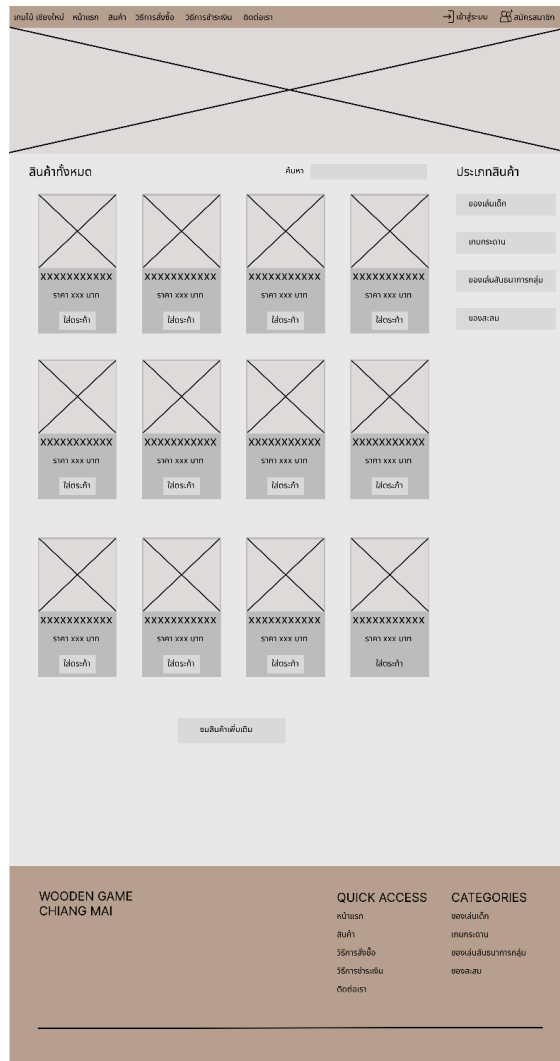 เกมไม้ เชียงใหม่ หน้าแรก สินค้า วิธีการสั่งซื้อ วิธีการชำระเงิน ติดต่อเรา เข้าสู่ระบบ สมัครสมาชิก
สินค้าทั้งหมด ค้นหา ประเภทสินค้า
ของเล่นเด็ก
เกมกระดาน
ของเล่นสันธนาการกลุ่ม
ของสะสม
XXXXXXXXXXX XXXXXXXXXXX XXXXXXXXXXX XXXXXXXXXXX
ราคา xxx บาท ราคา xxx บาท ราคา xxx บาท ราคา xxx บาท
ใส่ตระกร้า ใส่ตระกร้า ใส่ตระกร้า ใส่ตระกร้า
XXXXXXXXXXX XXXXXXXXXXX XXXXXXXXXXX XXXXXXXXXXX
ราคา xxx บาท ราคา xxx บาท ราคา xxx บาท ราคา xxx บาท
ใส่ตระกร้า ใส่ตระกร้า ใส่ตระกร้า ใส่ตระกร้า
XXXXXXXXXXX XXXXXXXXXXX XXXXXXXXXXX XXXXXXXXXXX
ราคา xxx บาท ราคา xxx บาท ราคา xxx บาท ราคา xxx บาท
ใส่ตระกร้า ใส่ตระกร้า ใส่ตระกร้า ใส่ตระกร้า
ชมสินค้าเพิ่มเติม
WOODEN GAME
CHIANG MAI
QUICK ACCESS
หน้าแรก
สินค้า
วิธีการสั่งซื้อ
วิธีการชำระเงิน
ติดต่อเรา
CATEGORIES
ของเล่นเด็ก
เกมกระดาน
ของเล่นสันธนาการกลุ่ม
ของสะสม